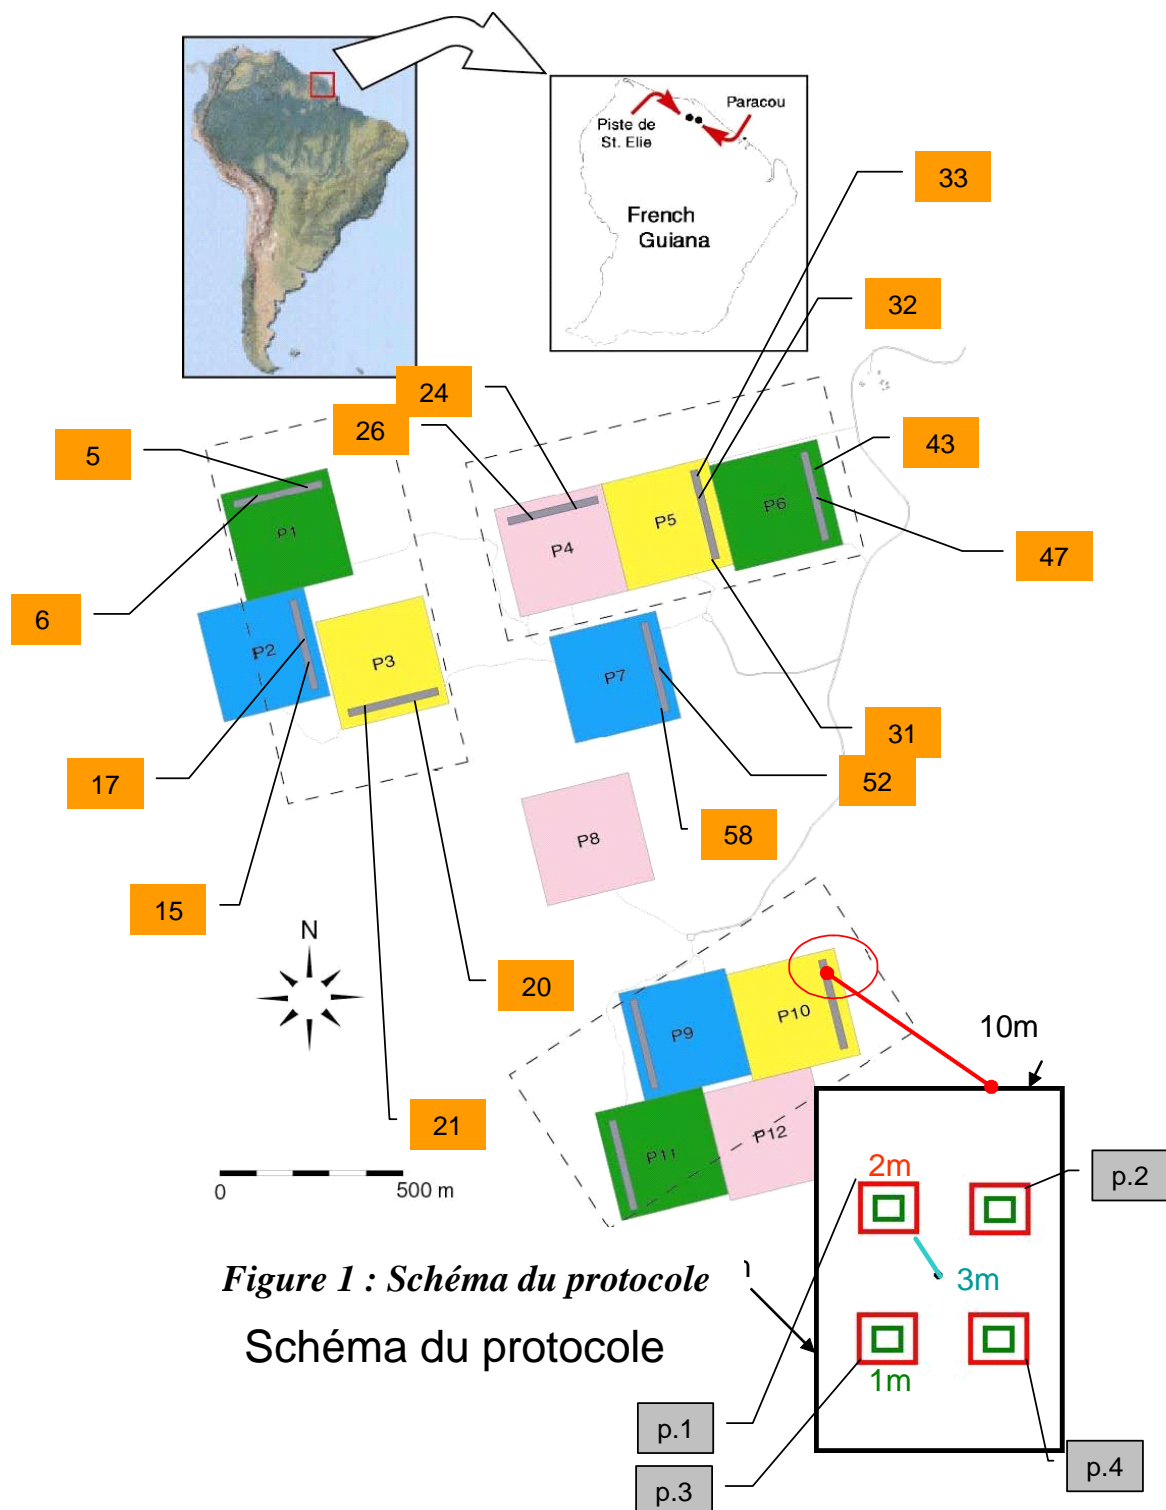 Paracou
Piste de
St. Elie
French
Guiana
33
32
24
26
43
5
47
6
P1
P4
P5
P6
P2
P3
P7
31
17
52
58
P8
15
N
20
P10
10m
P9
21
P12
P11
2m
p.2
0
500 m
Figure 1 : Schéma du protocole
3m
Schéma du protocole
1m
p.1
p.4
p.3